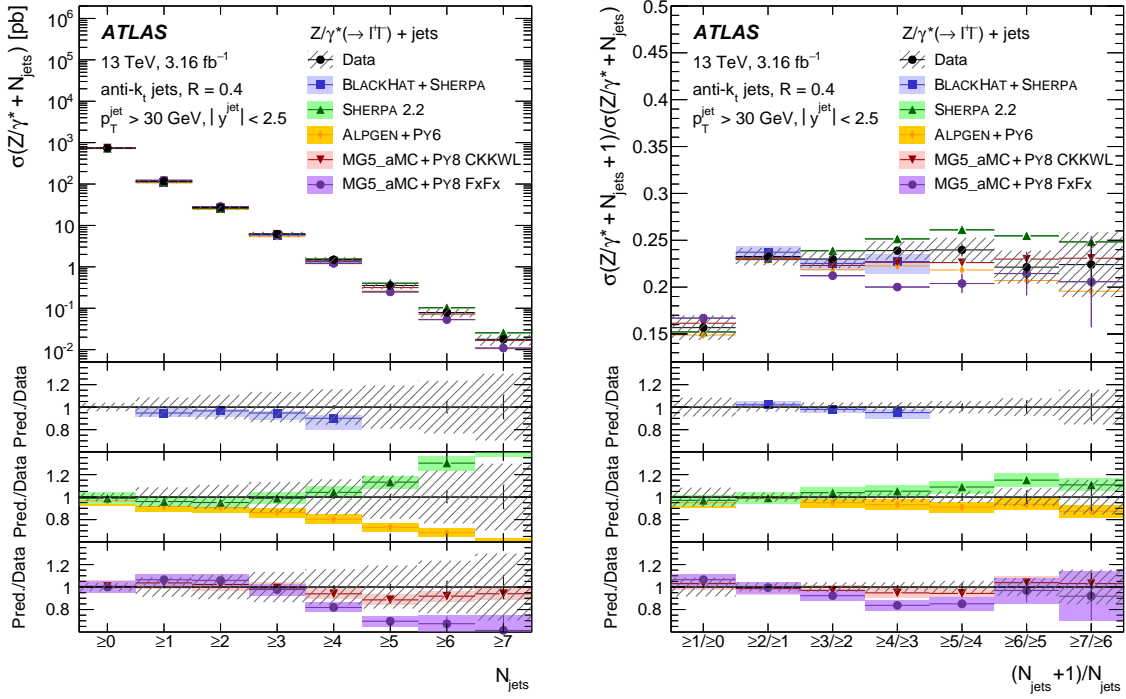 ATLAS
13 TeV, 3.16 fb⁻¹
anti-kₜ jets, R = 0.4
p_T^jet > 30 GeV, |y^jet| < 2.5
Z/γ*(→ l⁺l⁻) + jets
Data
BLACKHAT + SHERPA
SHERPA 2.2
ALPGEN + PY6
MG5_aMC + PY8 CKKWL
MG5_aMC + PY8 FxFx
σ(Z/γ* + N_jets) [pb]
10⁶
10⁵
10⁴
10³
10²
10
1
10⁻¹
10⁻²
Pred./Data
1.2
1
0.8
Pred./Data
1.2
1
0.8
Pred./Data
1.2
1
0.8
≥0 ≥1 ≥2 ≥3 ≥4 ≥5 ≥6 ≥7
N_jets
ATLAS
13 TeV, 3.16 fb⁻¹
anti-kₜ jets, R = 0.4
p_T^jet > 30 GeV, |y^jet| < 2.5
Z/γ*(→ l⁺l⁻) + jets
Data
BLACKHAT + SHERPA
SHERPA 2.2
ALPGEN + PY6
MG5_aMC + PY8 CKKWL
MG5_aMC + PY8 FxFx
σ(Z/γ* + N_jets + 1)/σ(Z/γ* + N_jets)
0.5
0.45
0.4
0.35
0.3
0.25
0.2
0.15
Pred./Data
1.2
1
0.8
Pred./Data
1.2
1
0.8
Pred./Data
1.2
1
0.8
≥1/≥0 ≥2/≥1 ≥3/≥2 ≥4/≥3 ≥5/≥4 ≥6/≥5 ≥7/≥6
(N_jets+1)/N_jets